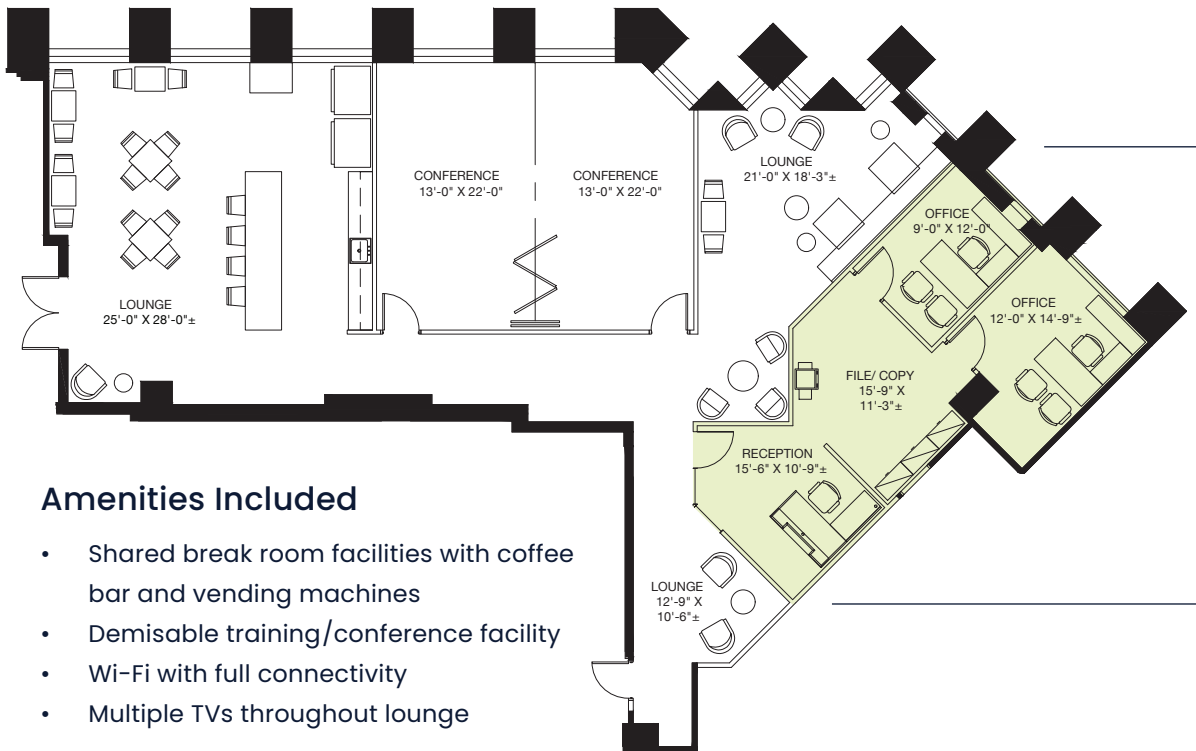 CONFERENCE
13'-0" X 22'-0"
CONFERENCE
13'-0" X 22'-0"
LOUNGE
21'-0" X 18'-3"±
OFFICE
9'-0" X 12'-0"
LOUNGE
25'-0" X 28'-0"±
OFFICE
12'-0" X 14'-9"±
FILE/ COPY
15'-9" X
11'-3"±
RECEPTION
15'-6" X 10'-9"±
LOUNGE
12'-9" X
10'-6"±
Amenities Included
• Shared break room facilities with coffee
bar and vending machines
• Demisable training/conference facility
• Wi-Fi with full connectivity
• Multiple TVs throughout lounge